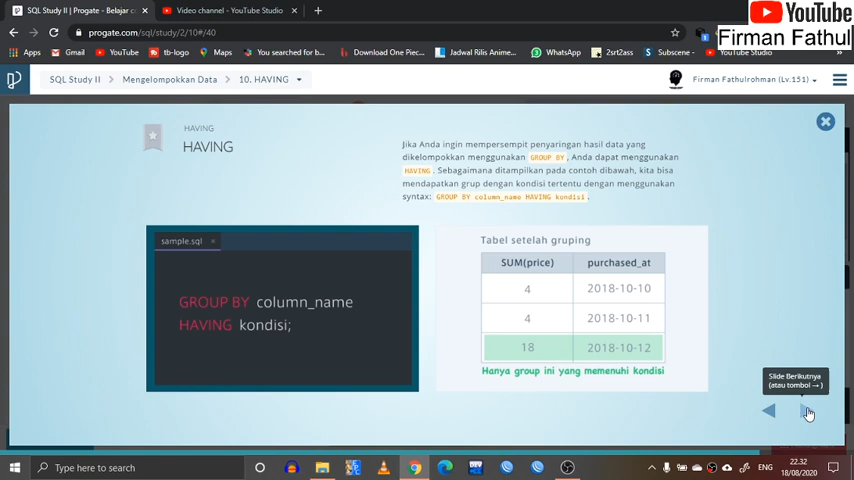 SQL Study II | Progate - Belajar c
Video channel - YouTube Studio
YouTube
Firman Fathul
progate.com/sql/study/2/10#/40
Apps
Gmail
YouTube
tb-logo
Maps
You searched for b...
Download One Piec...
Jadwal Rilis Anime...
WhatsApp
2srt2ass
Subscene -
SQL Study II
Mengelompokkan Data
10. HAVING
Firman Fathulrohman (Lv.151)
HAVING
HAVING
Jika Anda ingin mempersempit penyaringan hasil data yang
dikelompokkan menggunakan GROUP BY, Anda dapat menggunakan
HAVING. Sebagaimana ditampilkan pada contoh dibawah, kita bisa
mendapatkan grup dengan kondisi tertentu dengan menggunakan
syntax: GROUP BY column_name HAVING kondisi.
sample.sql
GROUP BY column_name
HAVING kondisi;
Tabel setelah gruping
SUM(price) purchased_at
4 2018-10-10
4 2018-10-11
18 2018-10-12
Hanya group ini yang memenuhi kondisi
Slide Berikutnya
(atau tombol → )
Type here to search
ENG
22.32
18/08/2020